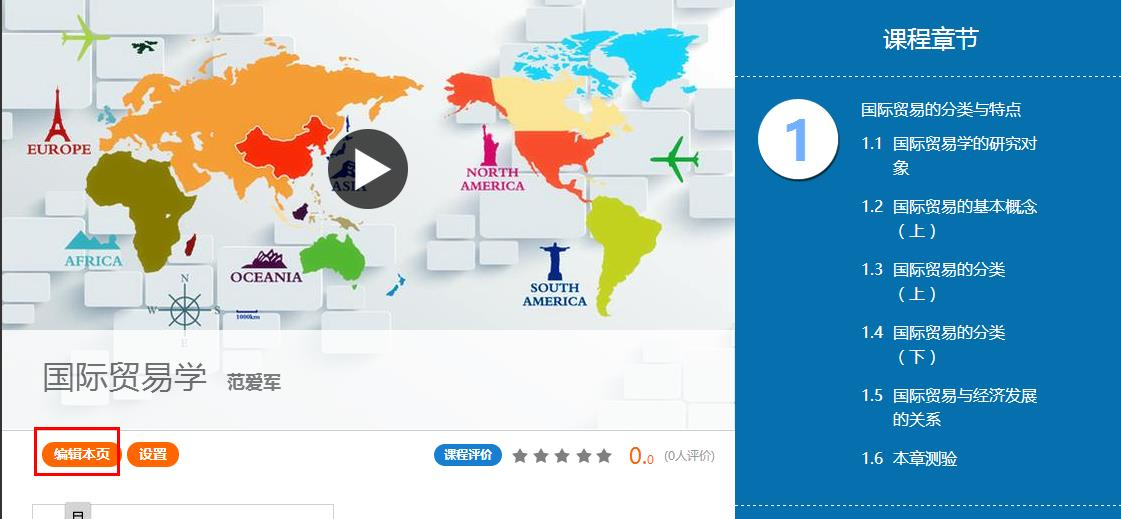 EUROPE
ASIA
NORTH
AMERICA
AFRICA
OCEANIA
SOUTH
AMERICA
N
W
S
E
1000km
国际贸易学 范爱军
编辑本页 设置
课程评价 0.0 (0人评价)
课程章节
1
国际贸易的分类与特点
1.1 国际贸易学的研究对
象
1.2 国际贸易的基本概念
（上）
1.3 国际贸易的分类
（上）
1.4 国际贸易的分类
（下）
1.5 国际贸易与经济发展
的关系
1.6 本章测验